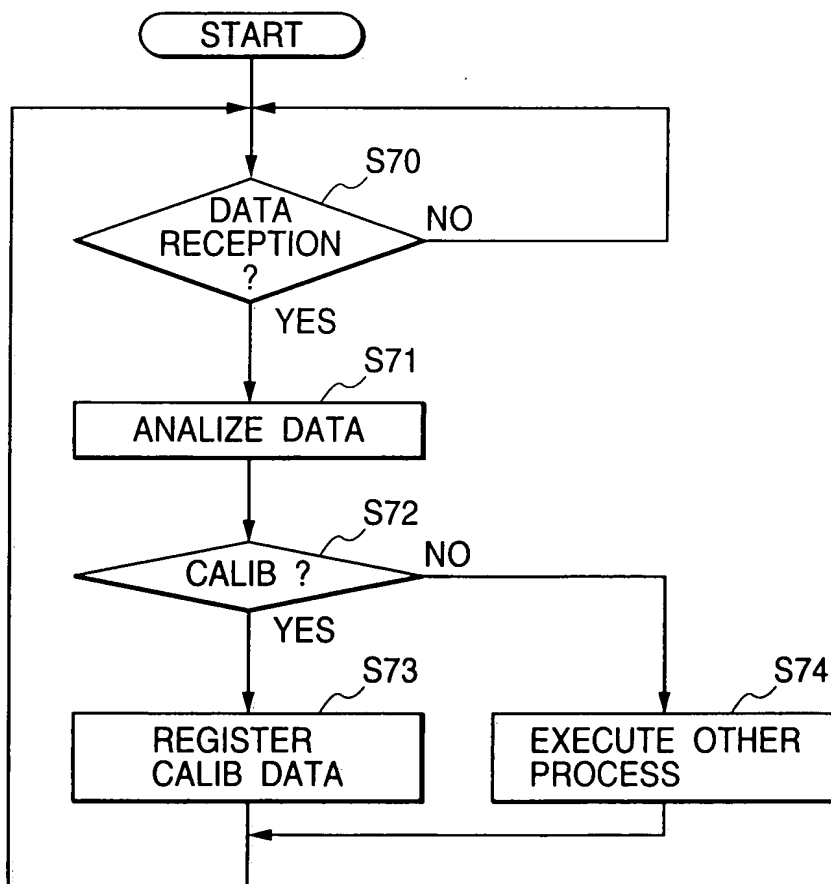 START
S70
DATA
RECEPTION
?
NO
YES
S71
ANALIZE DATA
S72
CALIB ?
NO
YES
S73
REGISTER
CALIB DATA
S74
EXECUTE OTHER
PROCESS